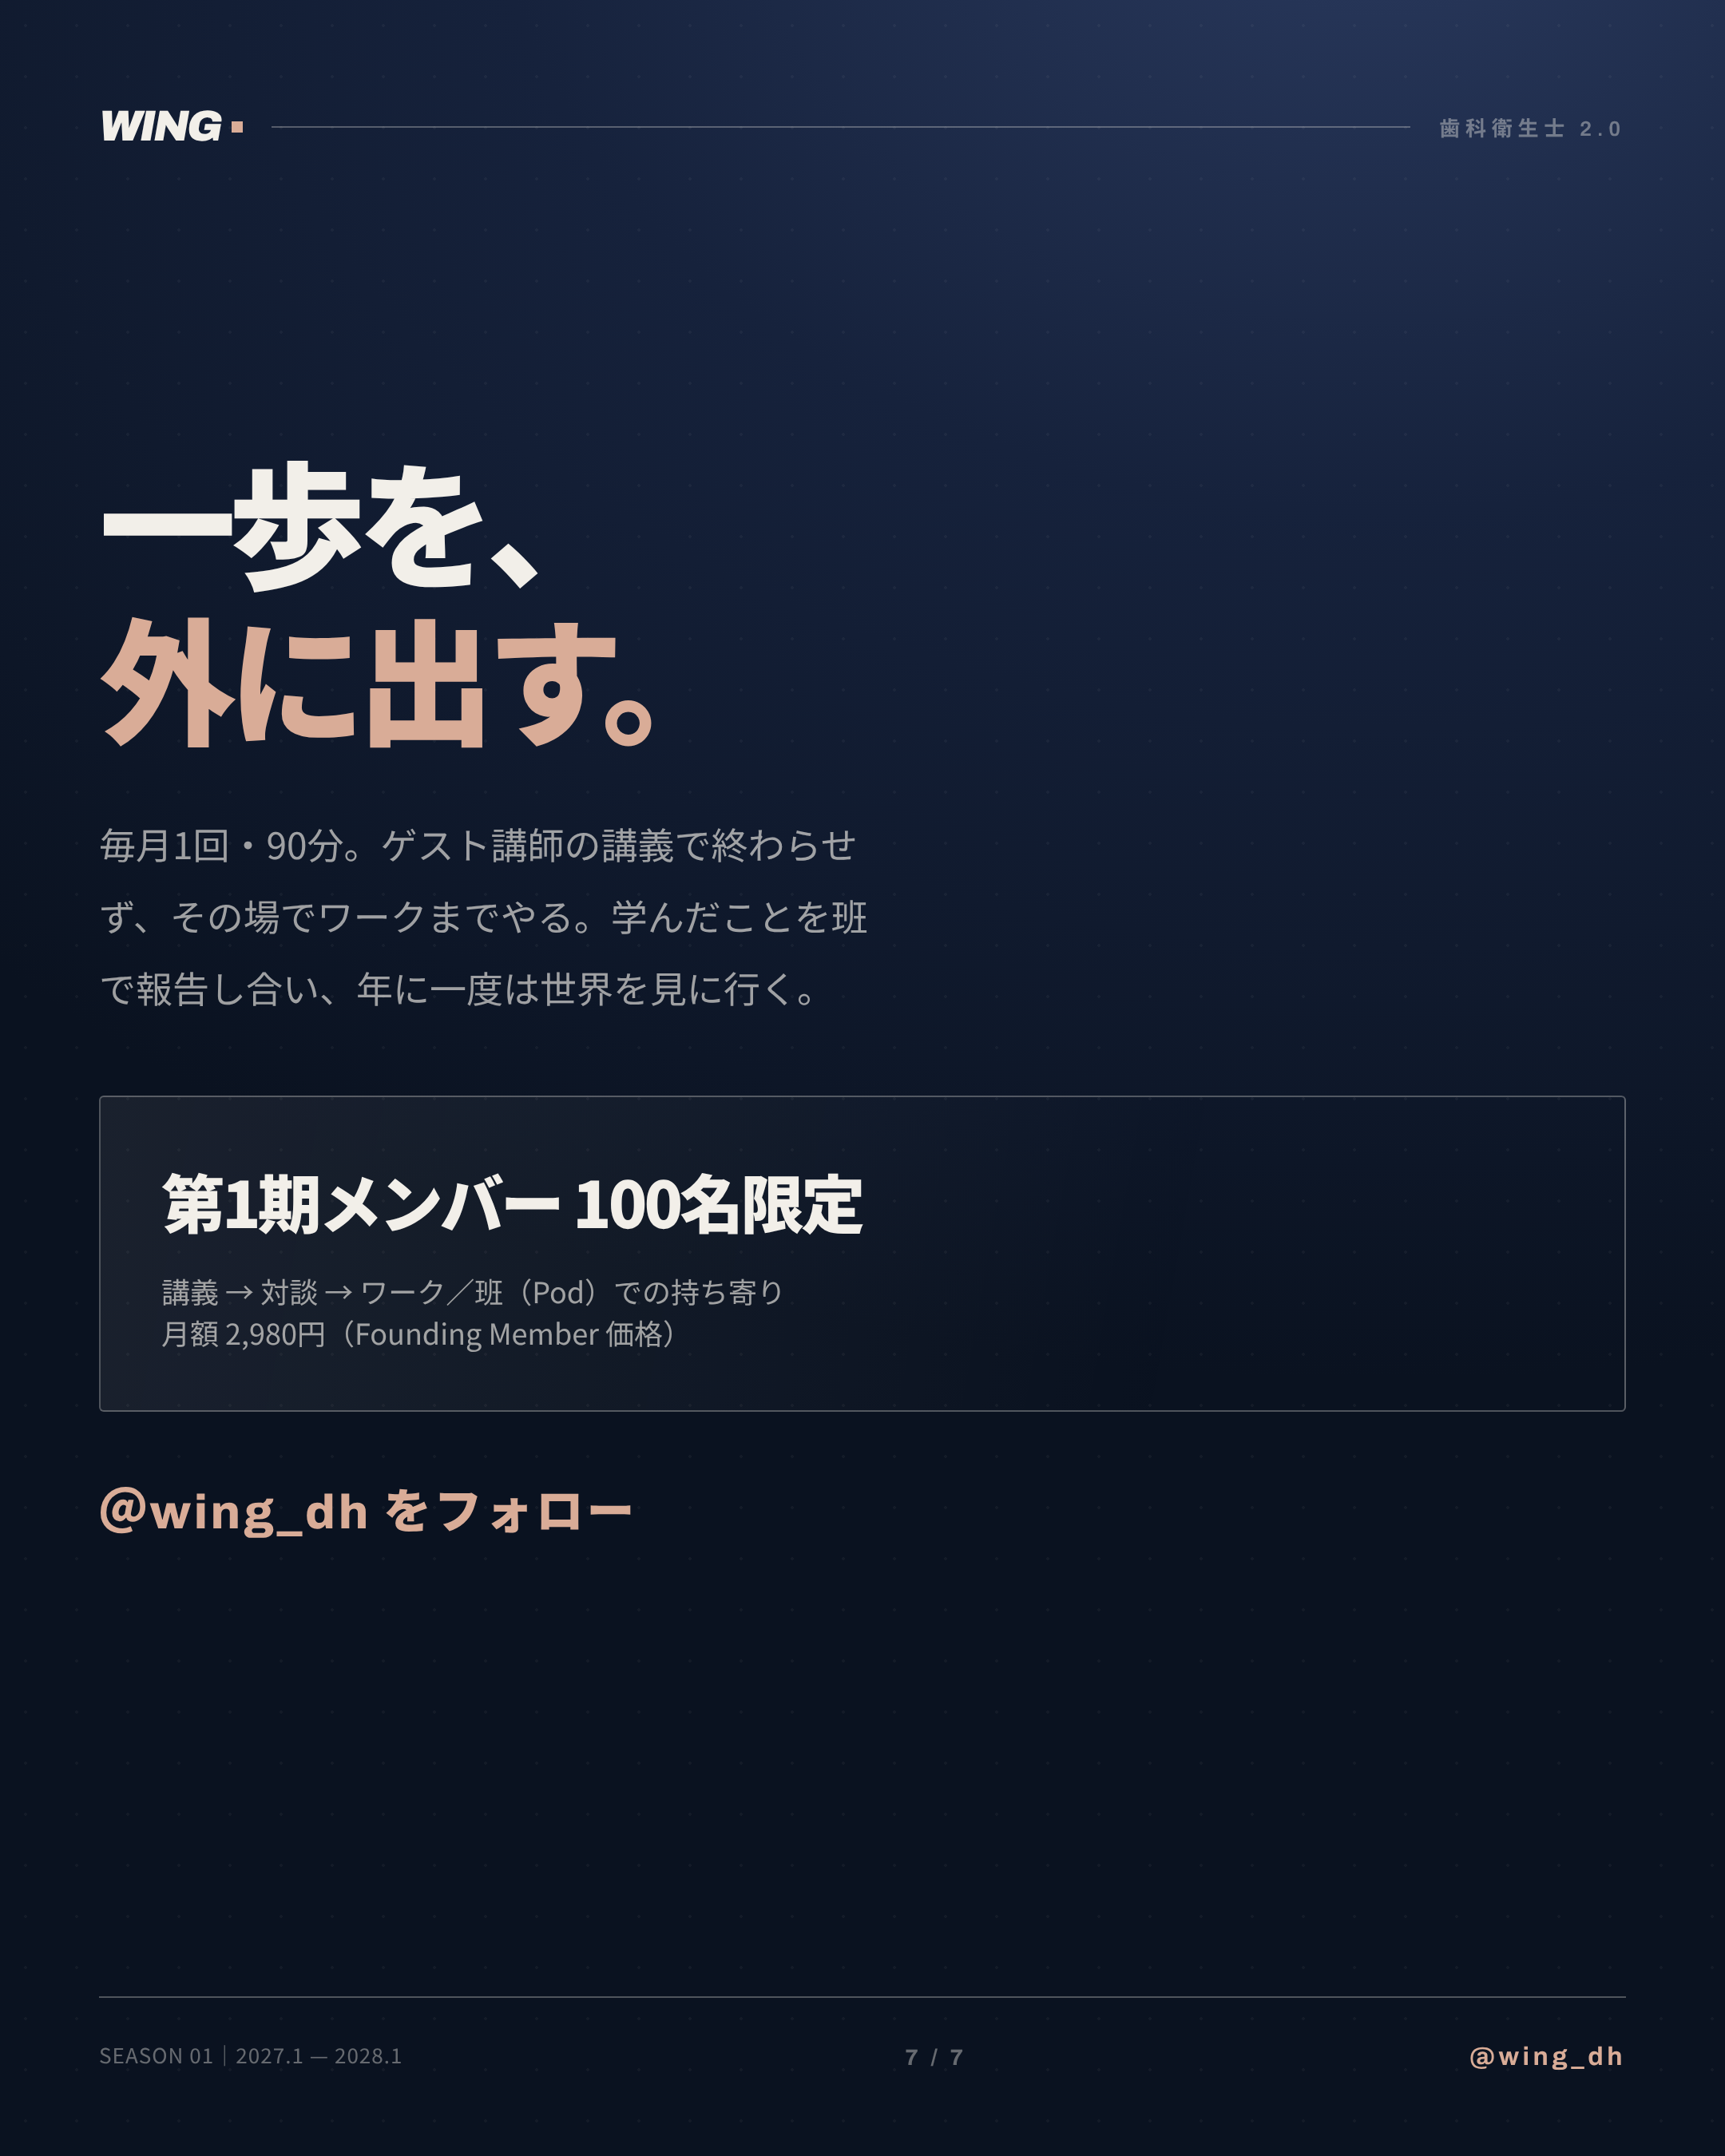 WING
歯科衛生士 2.0
一歩を、
外に出す。
毎月1回・90分。ゲスト講師の講義で終わらせ
ず、その場でワークまでやる。学んだことを班
で報告し合い、年に一度は世界を見に行く。
第1期メンバー 100名限定
講義 → 対談 → ワーク／班（Pod）での持ち寄り
月額 2,980円（Founding Member 価格）
@wing_dh をフォロー
SEASON 01｜2027.1 — 2028.1
7 / 7
@wing_dh